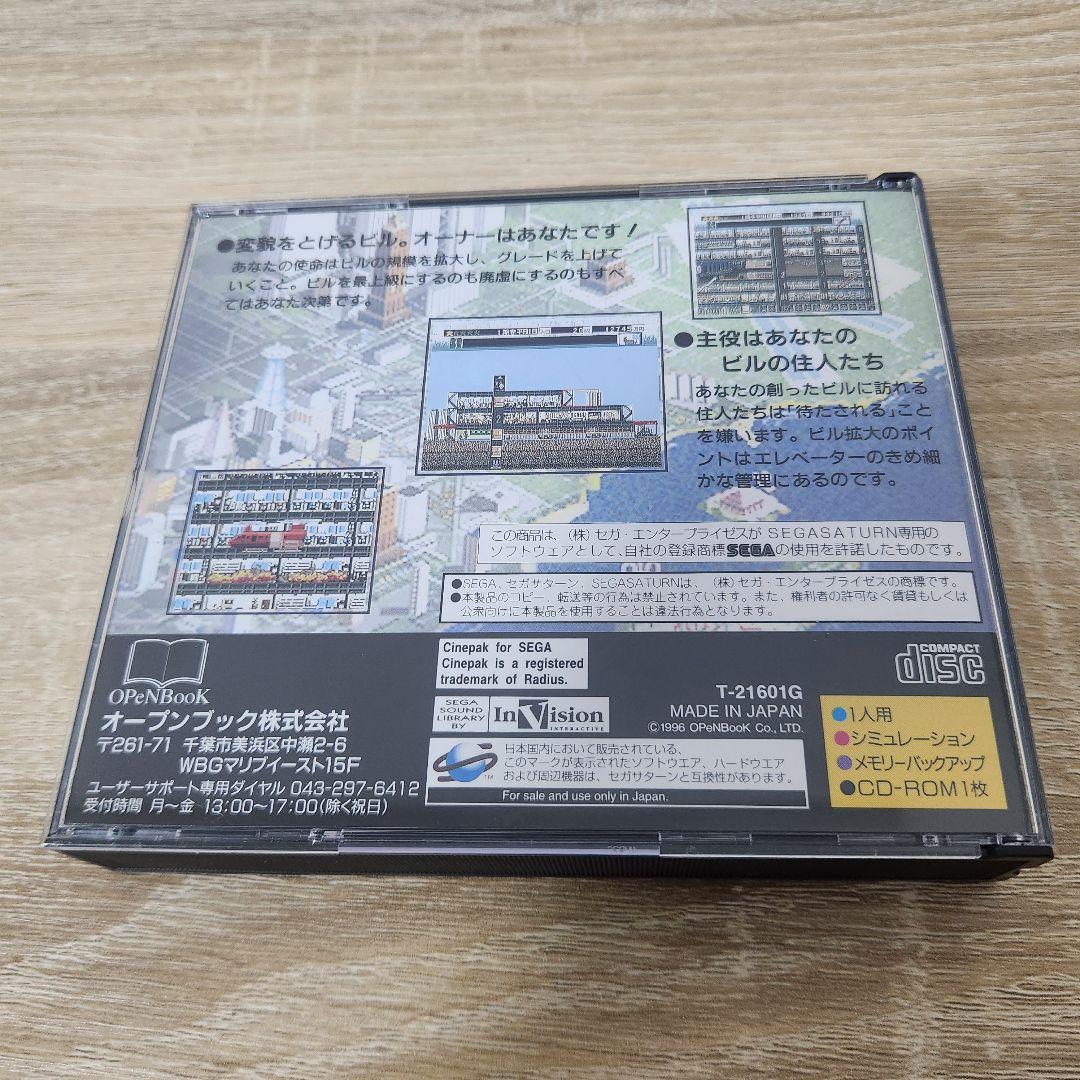 ●変貌をとげるビル。オーナーはあなたです!
あなたの使命はビルの規模を拡大し、グレードを上げて
いくこと。ビルを最上級にするのも廃虚にするのもすべ
てはあなた次第です。
12745万円
●主役はあなたの
ビルの住人たち
あなたの創ったビルに訪れる
住人たちは「待たされる」こと
を嫌います。ビル拡大のポイ
ントはエレベーターのきめ細
かな管理にあるのです。
この商品は、(株)セガ・エンタープライゼスがSEGASATURN専用の
ソフトウェアとして、自社の登録商標SEGAの使用を許諾したものです。
●SEGA、セガサターン、SEGASATURNは、(株)セガ・エンタープライゼスの商標です。
●本製品のコピー、転送等の行為は禁止されています。また、権利者の許可なく賃貸もしくは
公衆向けに本製品を使用することは違法行為となります。
OPeNBooK
オープンブック株式会社
〒261-71 千葉市美浜区中瀬2-6
WBGマリブイースト15F
ユーザーサポート専用ダイヤル 043-297-6412
受付時間 月~金 13:00~17:00(除く祝日)
Cinepak for SEGA
Cinepak is a registered
trademark of Radius.
SEGA
SOUND
LIBRARY
BY
InVision
INTERACTIVE
日本国内において販売されている、
このマークが表示されたソフトウエア、ハードウエア
および周辺機器は、セガサターンと互換性があります。
TM
For sale and use only in Japan.
COMPACT
disc
T-21601G
MADE IN JAPAN
©1996 OPeNBooK Co., LTD.
●1人用
●シミュレーション
●メモリーバックアップ
●CD-ROM1枚